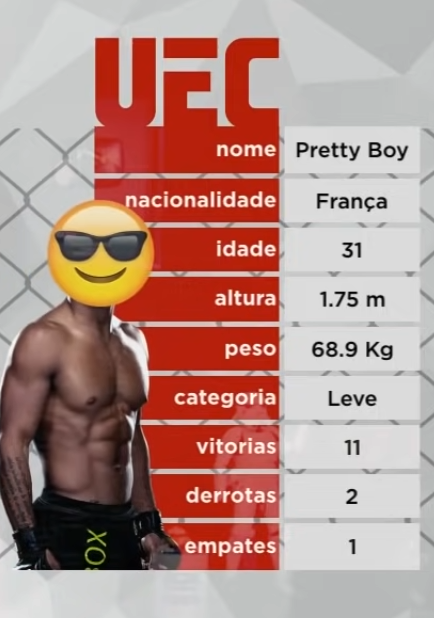 UFC
nome Pretty Boy
nacionalidade França
idade 31
altura 1.75 m
peso 68.9 Kg
categoria Leve
vitorias 11
derrotas 2
empates 1
BOX